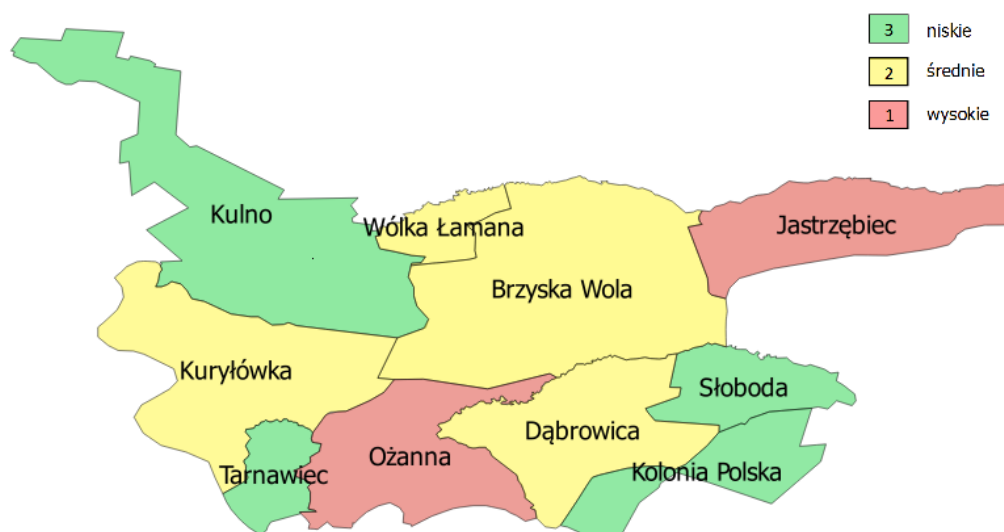 3 niskie
2 średnie
1 wysokie
Kulno
Wólka Łamana
Jastrzębiec
Brzyska Wola
Kuryłówka
Słoboda
Dąbrowica
Ożanna
Tarnawiec
Kolonia Polska